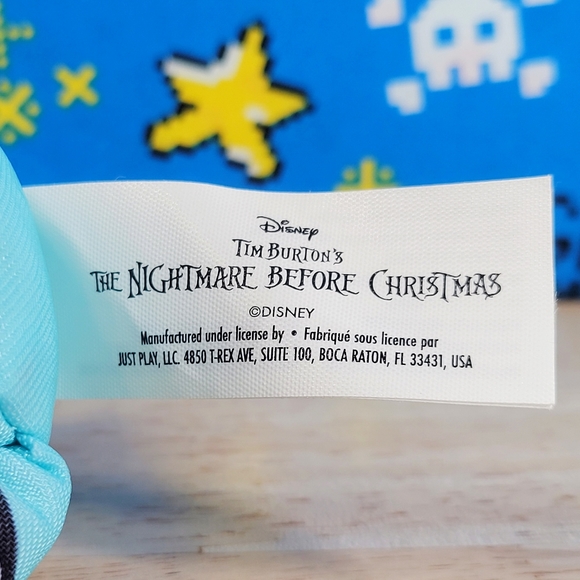 Disney
TIM BURTON'S
THE NIGHTMARE BEFORE CHRISTMAS
©DISNEY
Manufactured under license by • Fabriqué sous licence par
JUST PLAY, LLC. 4850 T-REX AVE, SUITE 100, BOCA RATON, FL 33431, USA